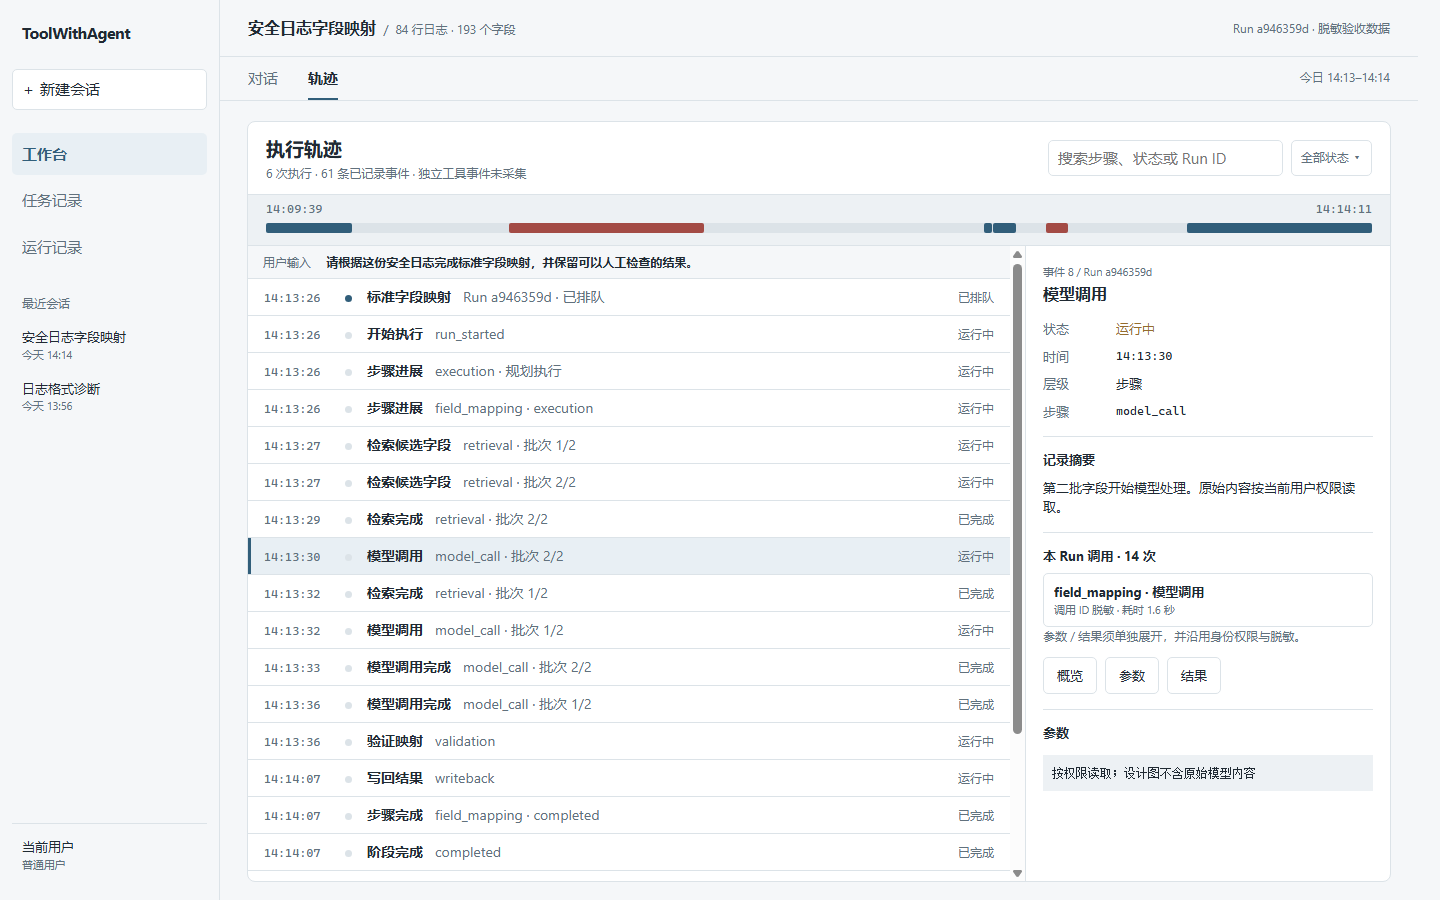 ToolWithAgent
+ 新建会话
工作台
任务记录
运行记录
最近会话
安全日志字段映射
今天 14:14
日志格式诊断
今天 13:56
当前用户
普通用户
安全日志字段映射 / 84 行日志 · 193 个字段
Run a946359d · 脱敏验收数据
对话 轨迹
今日 14:13–14:14
执行轨迹
6 次执行 · 61 条已记录事件 · 独立工具事件未采集
搜索步骤、状态或 Run ID
全部状态
14:09:39
14:14:11
用户输入 请根据这份安全日志完成标准字段映射，并保留可以人工检查的结果。
14:13:26 标准字段映射 Run a946359d · 已排队 已排队
14:13:26 开始执行 run_started 运行中
14:13:26 步骤进展 execution · 规划执行 运行中
14:13:26 步骤进展 field_mapping · execution 运行中
14:13:27 检索候选字段 retrieval · 批次 1/2 运行中
14:13:27 检索候选字段 retrieval · 批次 2/2 运行中
14:13:29 检索完成 retrieval · 批次 2/2 已完成
14:13:30 模型调用 model_call · 批次 2/2 运行中
14:13:32 检索完成 retrieval · 批次 1/2 已完成
14:13:32 模型调用 model_call · 批次 1/2 运行中
14:13:33 模型调用完成 model_call · 批次 2/2 已完成
14:13:36 模型调用完成 model_call · 批次 1/2 已完成
14:13:36 验证映射 validation 运行中
14:14:07 写回结果 writeback 运行中
14:14:07 步骤完成 field_mapping · completed 已完成
14:14:07 阶段完成 completed 已完成
事件 8 / Run a946359d
模型调用
状态 运行中
时间 14:13:30
层级 步骤
步骤 model_call
记录摘要
第二批字段开始模型处理。原始内容按当前用户权限读
取。
本 Run 调用 · 14 次
field_mapping · 模型调用
调用 ID 脱敏 · 耗时 1.6 秒
参数 / 结果须单独展开，并沿用身份权限与脱敏。
概览 参数 结果
参数
按权限读取；设计图不含原始模型内容